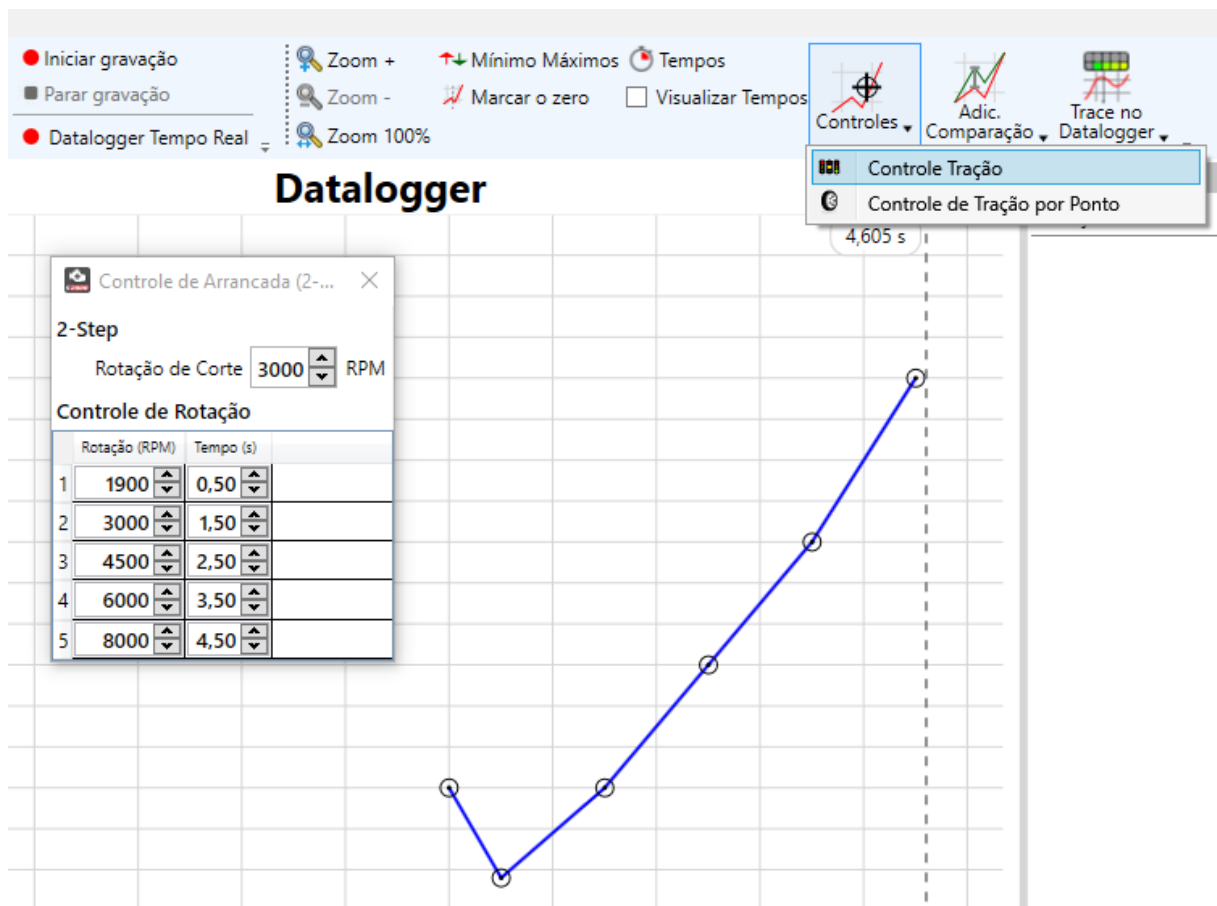 Iniciar gravação
Parar gravação
Datalogger Tempo Real
Zoom +
Zoom -
Zoom 100%
Mínimo Máximos
Marcar o zero
Tempos
Visualizar Tempos
Controles
Adic.
Comparação
Trace no
Datalogger
Controle Tração
Controle de Tração por Ponto
Datalogger
4,605 s
Controle de Arrancada (2-...
2-Step
Rotação de Corte 3000 RPM
Controle de Rotação
Rotação (RPM) Tempo (s)
1 1900 0,50
2 3000 1,50
3 4500 2,50
4 6000 3,50
5 8000 4,50